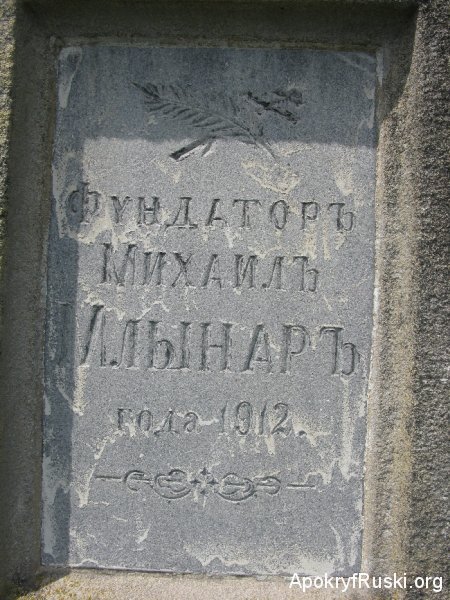 Фундаторъ
Михаилъ
Млынаръ
года 1912.
ApokryfRuski.org